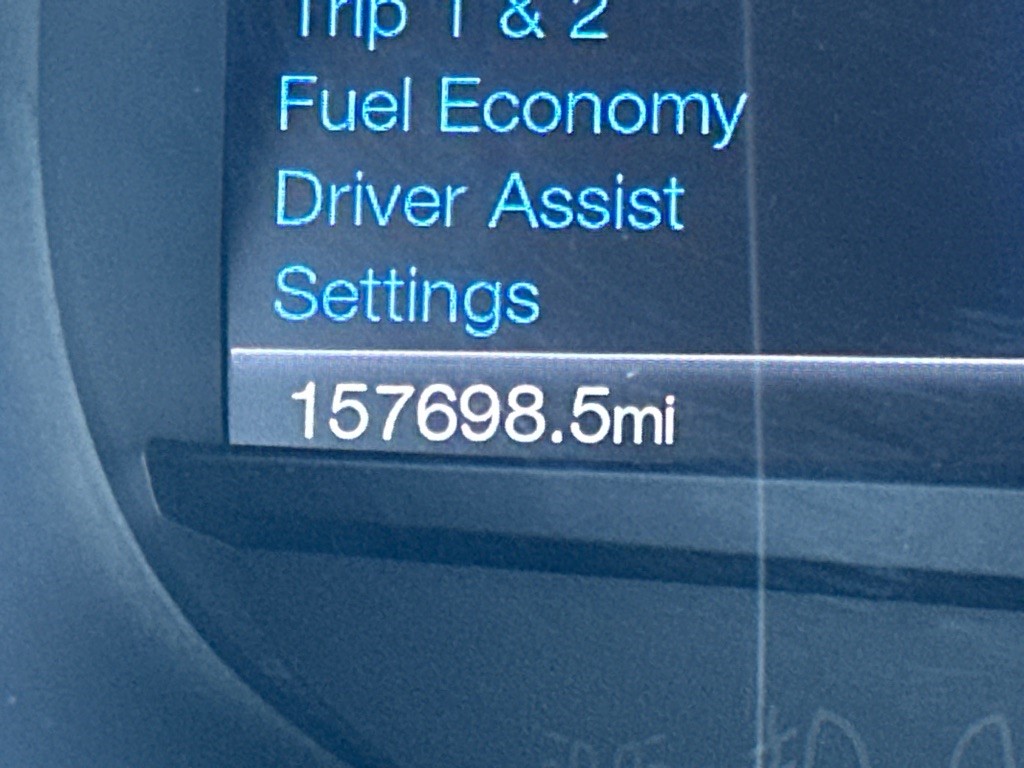 Trip 1 & 2
Fuel Economy
Driver Assist
Settings
157698.5mi